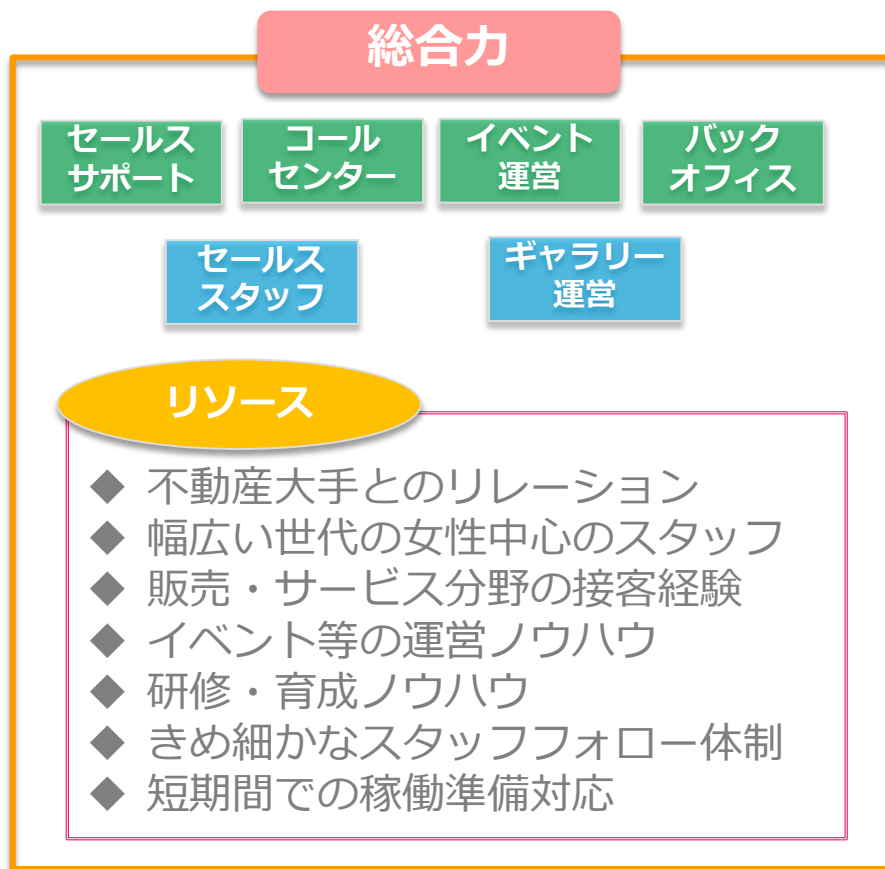 総合力
セールス
サポート
コール
センター
イベント
運営
バック
オフィス
セールス
スタッフ
ギャラリー
運営
リソース
◆ 不動産大手とのリレーション
◆ 幅広い世代の女性中心のスタッフ
◆ 販売・サービス分野の接客経験
◆ イベント等の運営ノウハウ
◆ 研修・育成ノウハウ
◆ きめ細かなスタッフフォロー体制
◆ 短期間での稼働準備対応